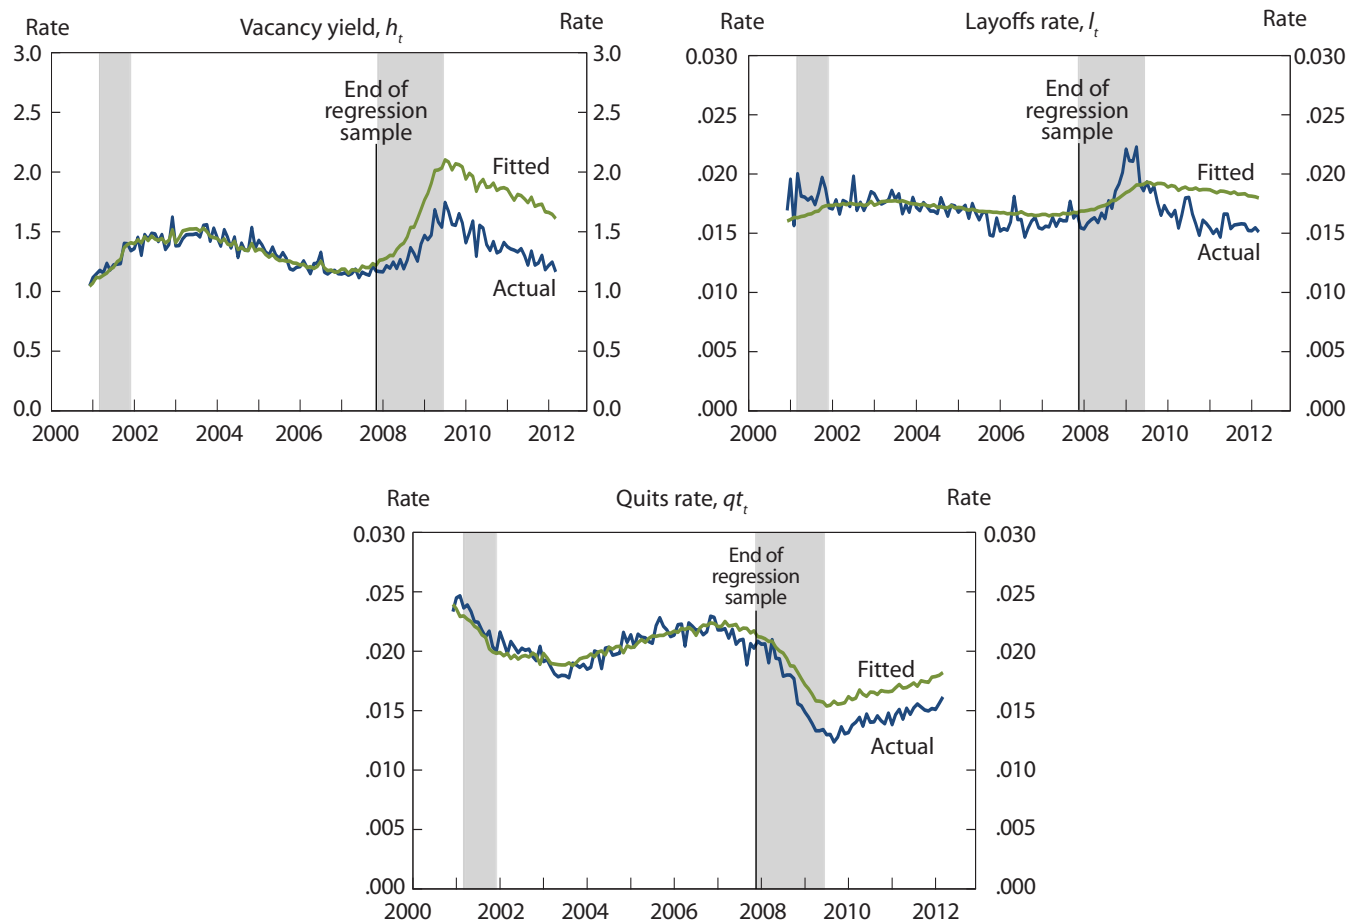 Rate Vacancy yield, h_t Rate
3.0 3.0
End of
regression
sample
2.5 2.5
2.0 2.0
Fitted
1.5 1.5
Actual
1.0 1.0
0.5 0.5
0.0 0.0
2000 2002 2004 2006 2008 2010 2012
Rate Layoffs rate, l_t Rate
0.030 0.030
End of
regression
sample
.025 .025
.020 .020
Fitted
.015 .015
Actual
.010 .010
.005 .005
.000 .000
2000 2002 2004 2006 2008 2010 2012
Rate Quits rate, qt_t Rate
0.030 0.030
End of
regression
sample
.025 .025
.020 .020
Fitted
.015 .015
Actual
.010 .010
.005 .005
.000 .000
2000 2002 2004 2006 2008 2010 2012